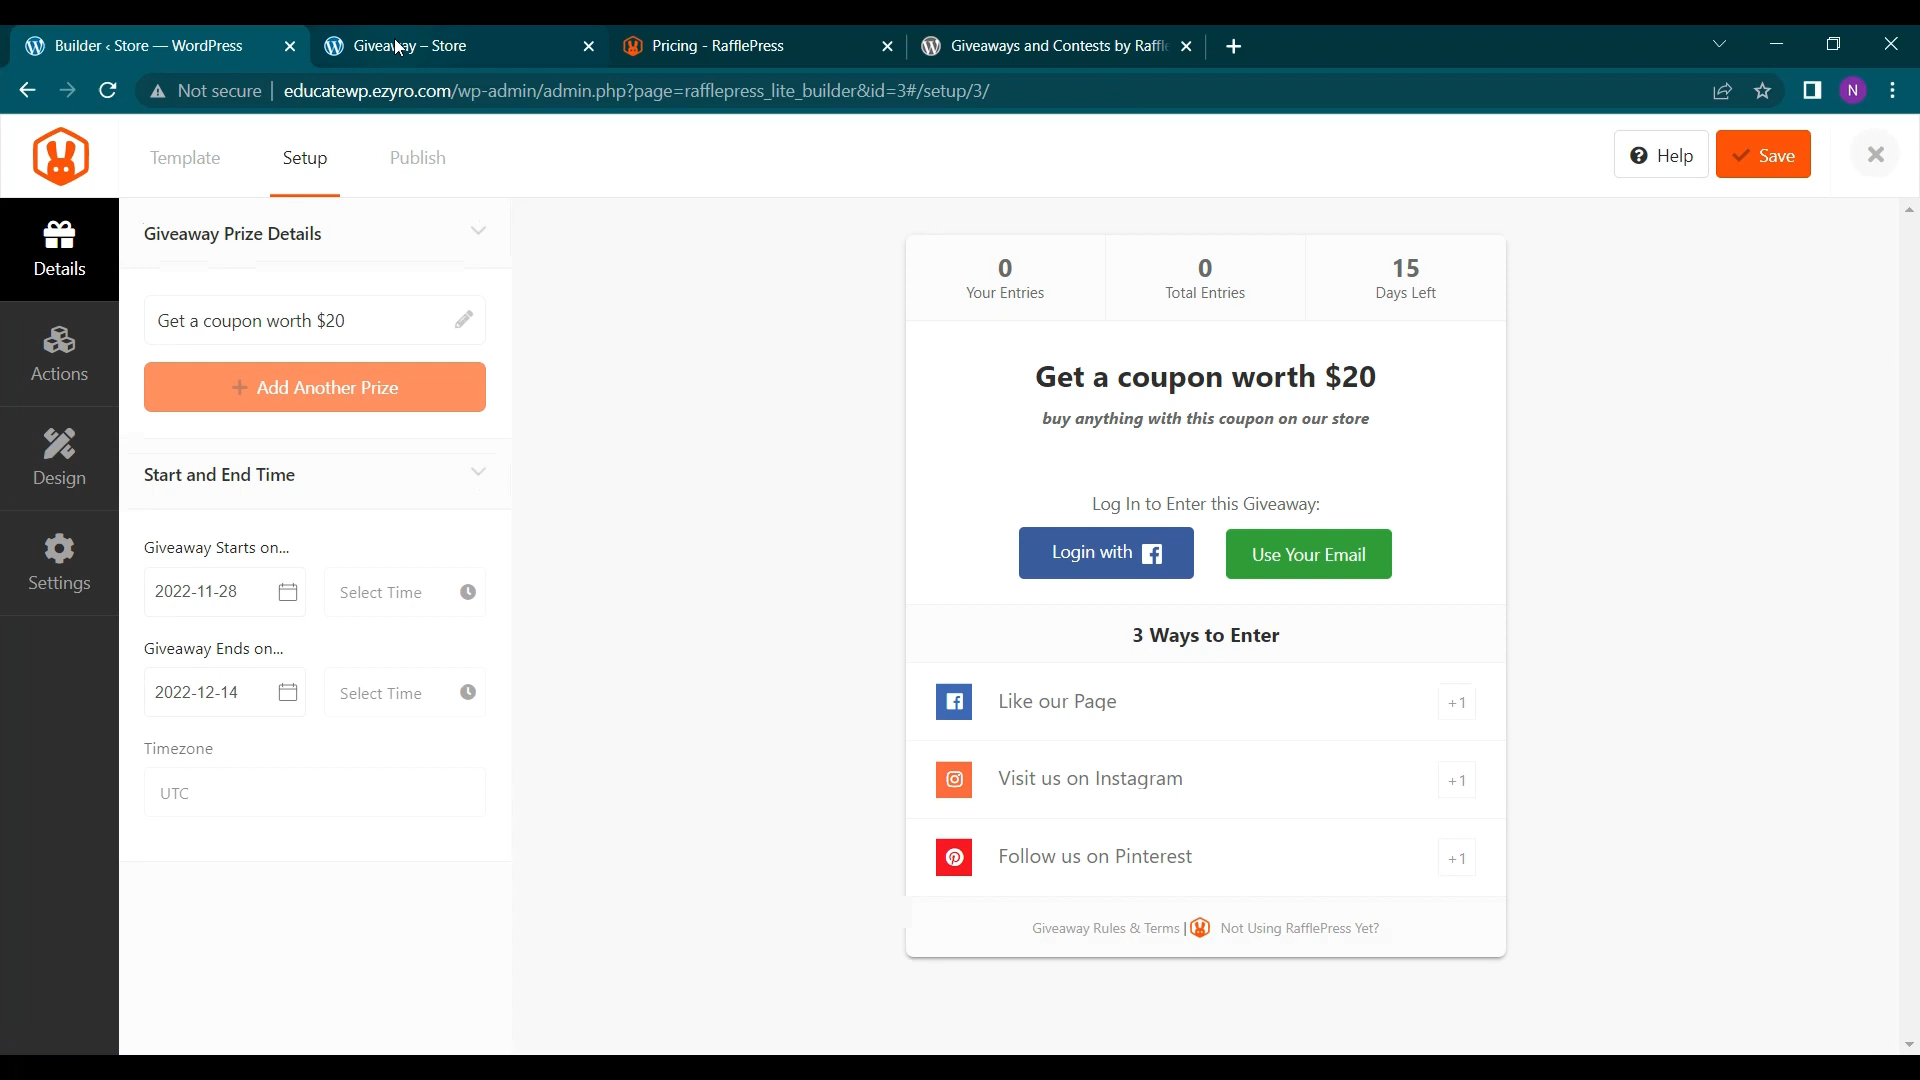 Builder ‹ Store — WordPress
Giveaway – Store
Pricing - RafflePress
Giveaways and Contests by Raffle
Not secure
educatewp.ezyro.com/wp-admin/admin.php?page=rafflepress_lite_builder&id=3#/setup/3/
N
Template
Setup
Publish
Help
Save
Details
Actions
Design
Settings
Giveaway Prize Details
Get a coupon worth $20
+ Add Another Prize
Start and End Time
Giveaway Starts on...
2022-11-28
Select Time
Giveaway Ends on...
2022-12-14
Select Time
Timezone
UTC
0
Your Entries
0
Total Entries
15
Days Left
Get a coupon worth $20
buy anything with this coupon on our store
Log In to Enter this Giveaway:
Login with
Use Your Email
3 Ways to Enter
Like our Page
+1
Visit us on Instagram
+1
Follow us on Pinterest
+1
Giveaway Rules & Terms | Not Using RafflePress Yet?